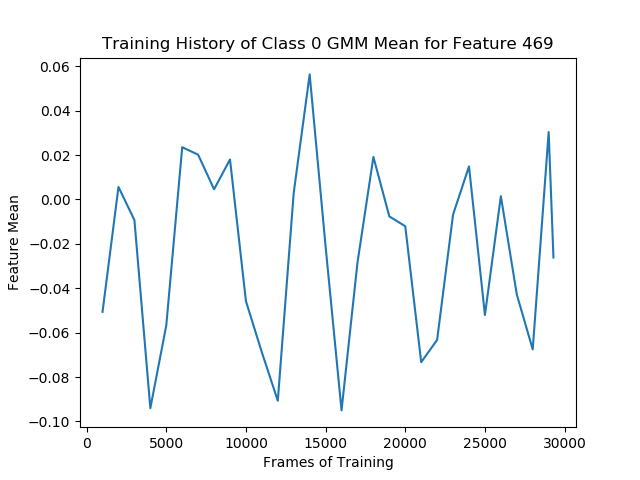 Training History of Class 0 GMM Mean for Feature 469
0.06
0.04
0.02
0.00
−0.02
−0.04
−0.06
−0.08
−0.10
Feature Mean
0 5000 10000 15000 20000 25000 30000
Frames of Training